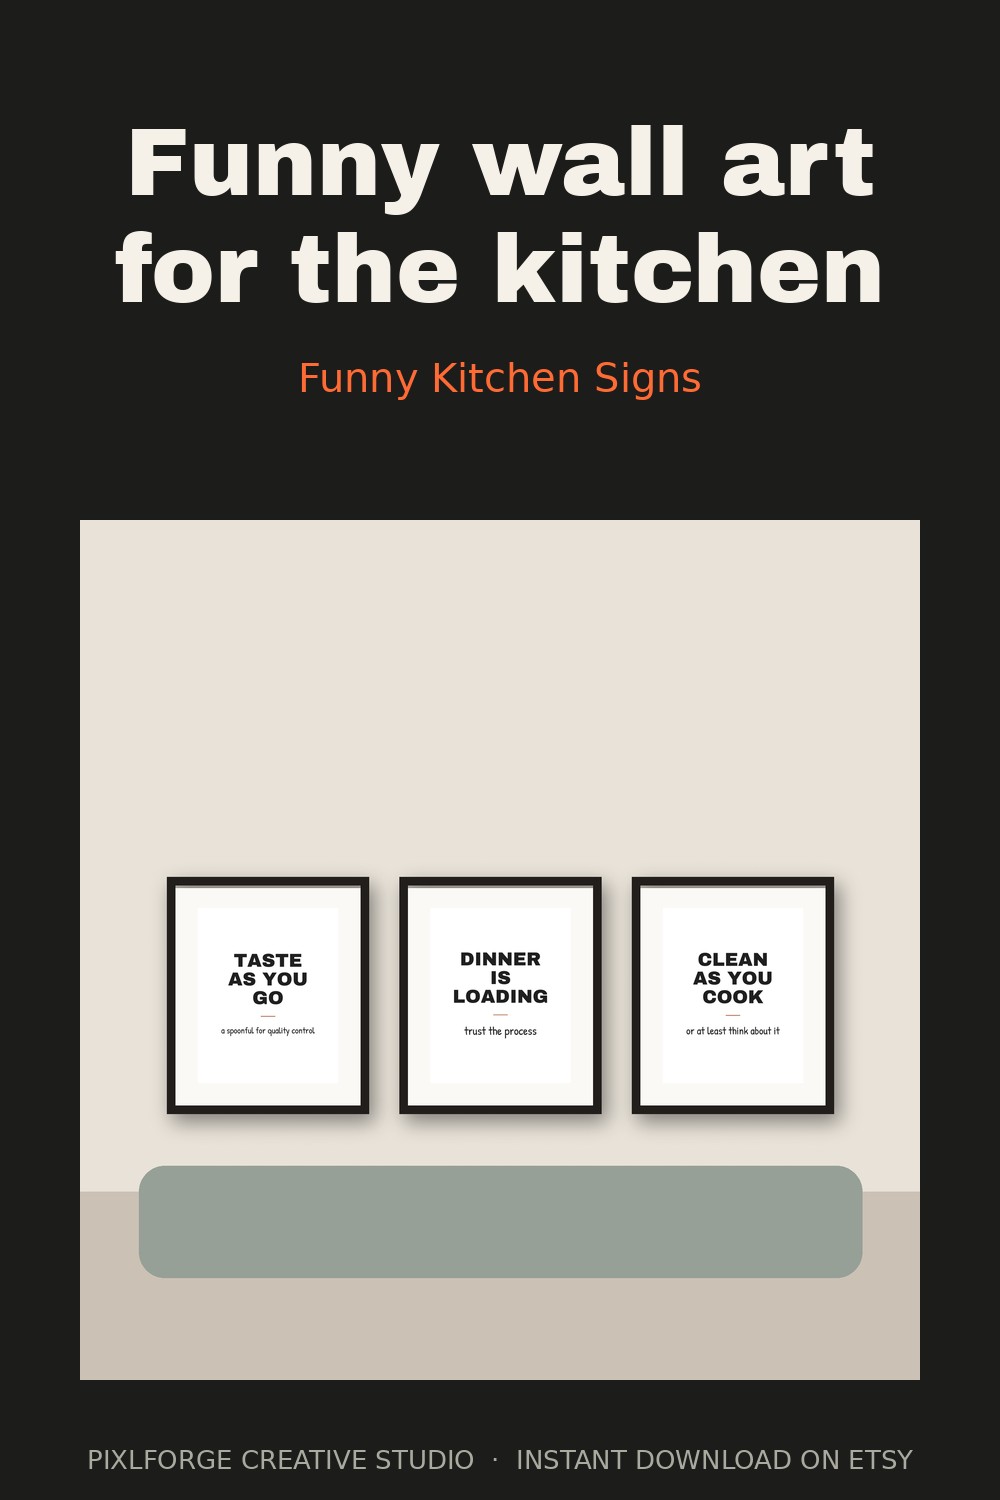 Funny wall art
for the kitchen
Funny Kitchen Signs
TASTE
AS YOU
GO
a spoonful for quality control
DINNER
IS
LOADING
trust the process
CLEAN
AS YOU
COOK
or at least think about it
PIXLFORGE CREATIVE STUDIO · INSTANT DOWNLOAD ON ETSY